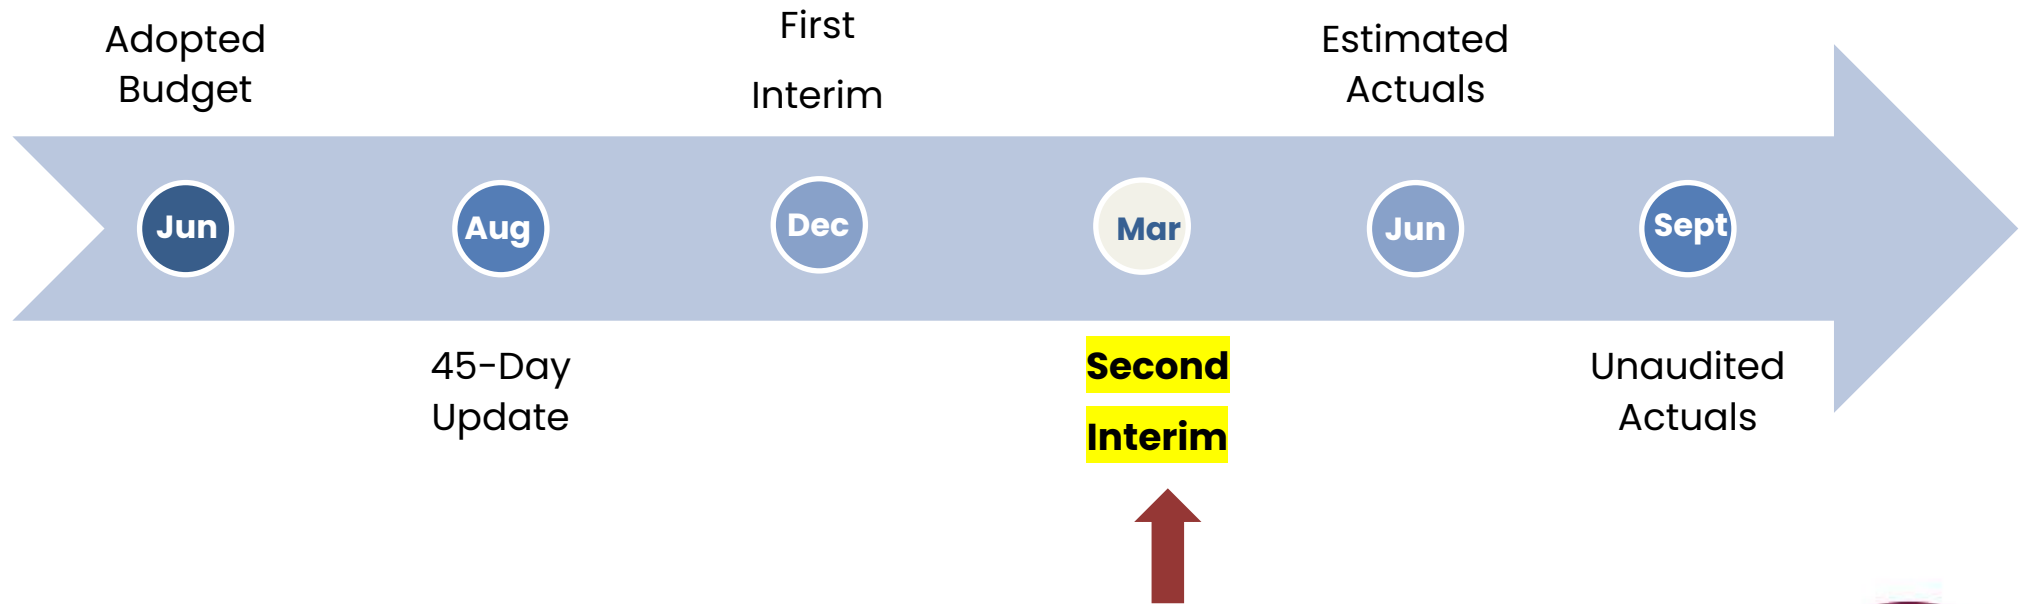 Adopted
Budget
First
Interim
Estimated
Actuals
Jun
Aug
Dec
Mar
Jun
Sept
45-Day
Update
Second
Interim
Unaudited
Actuals